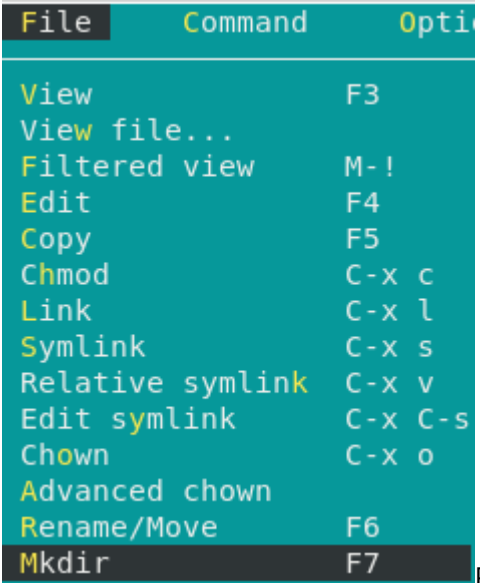 File Command Opti
View F3
View file...
Filtered view M-!
Edit F4
Copy F5
Chmod C-x c
Link C-x l
Symlink C-x s
Relative symlink C-x v
Edit symlink C-x C-s
Chown C-x o
Advanced chown
Rename/Move F6
Mkdir F7